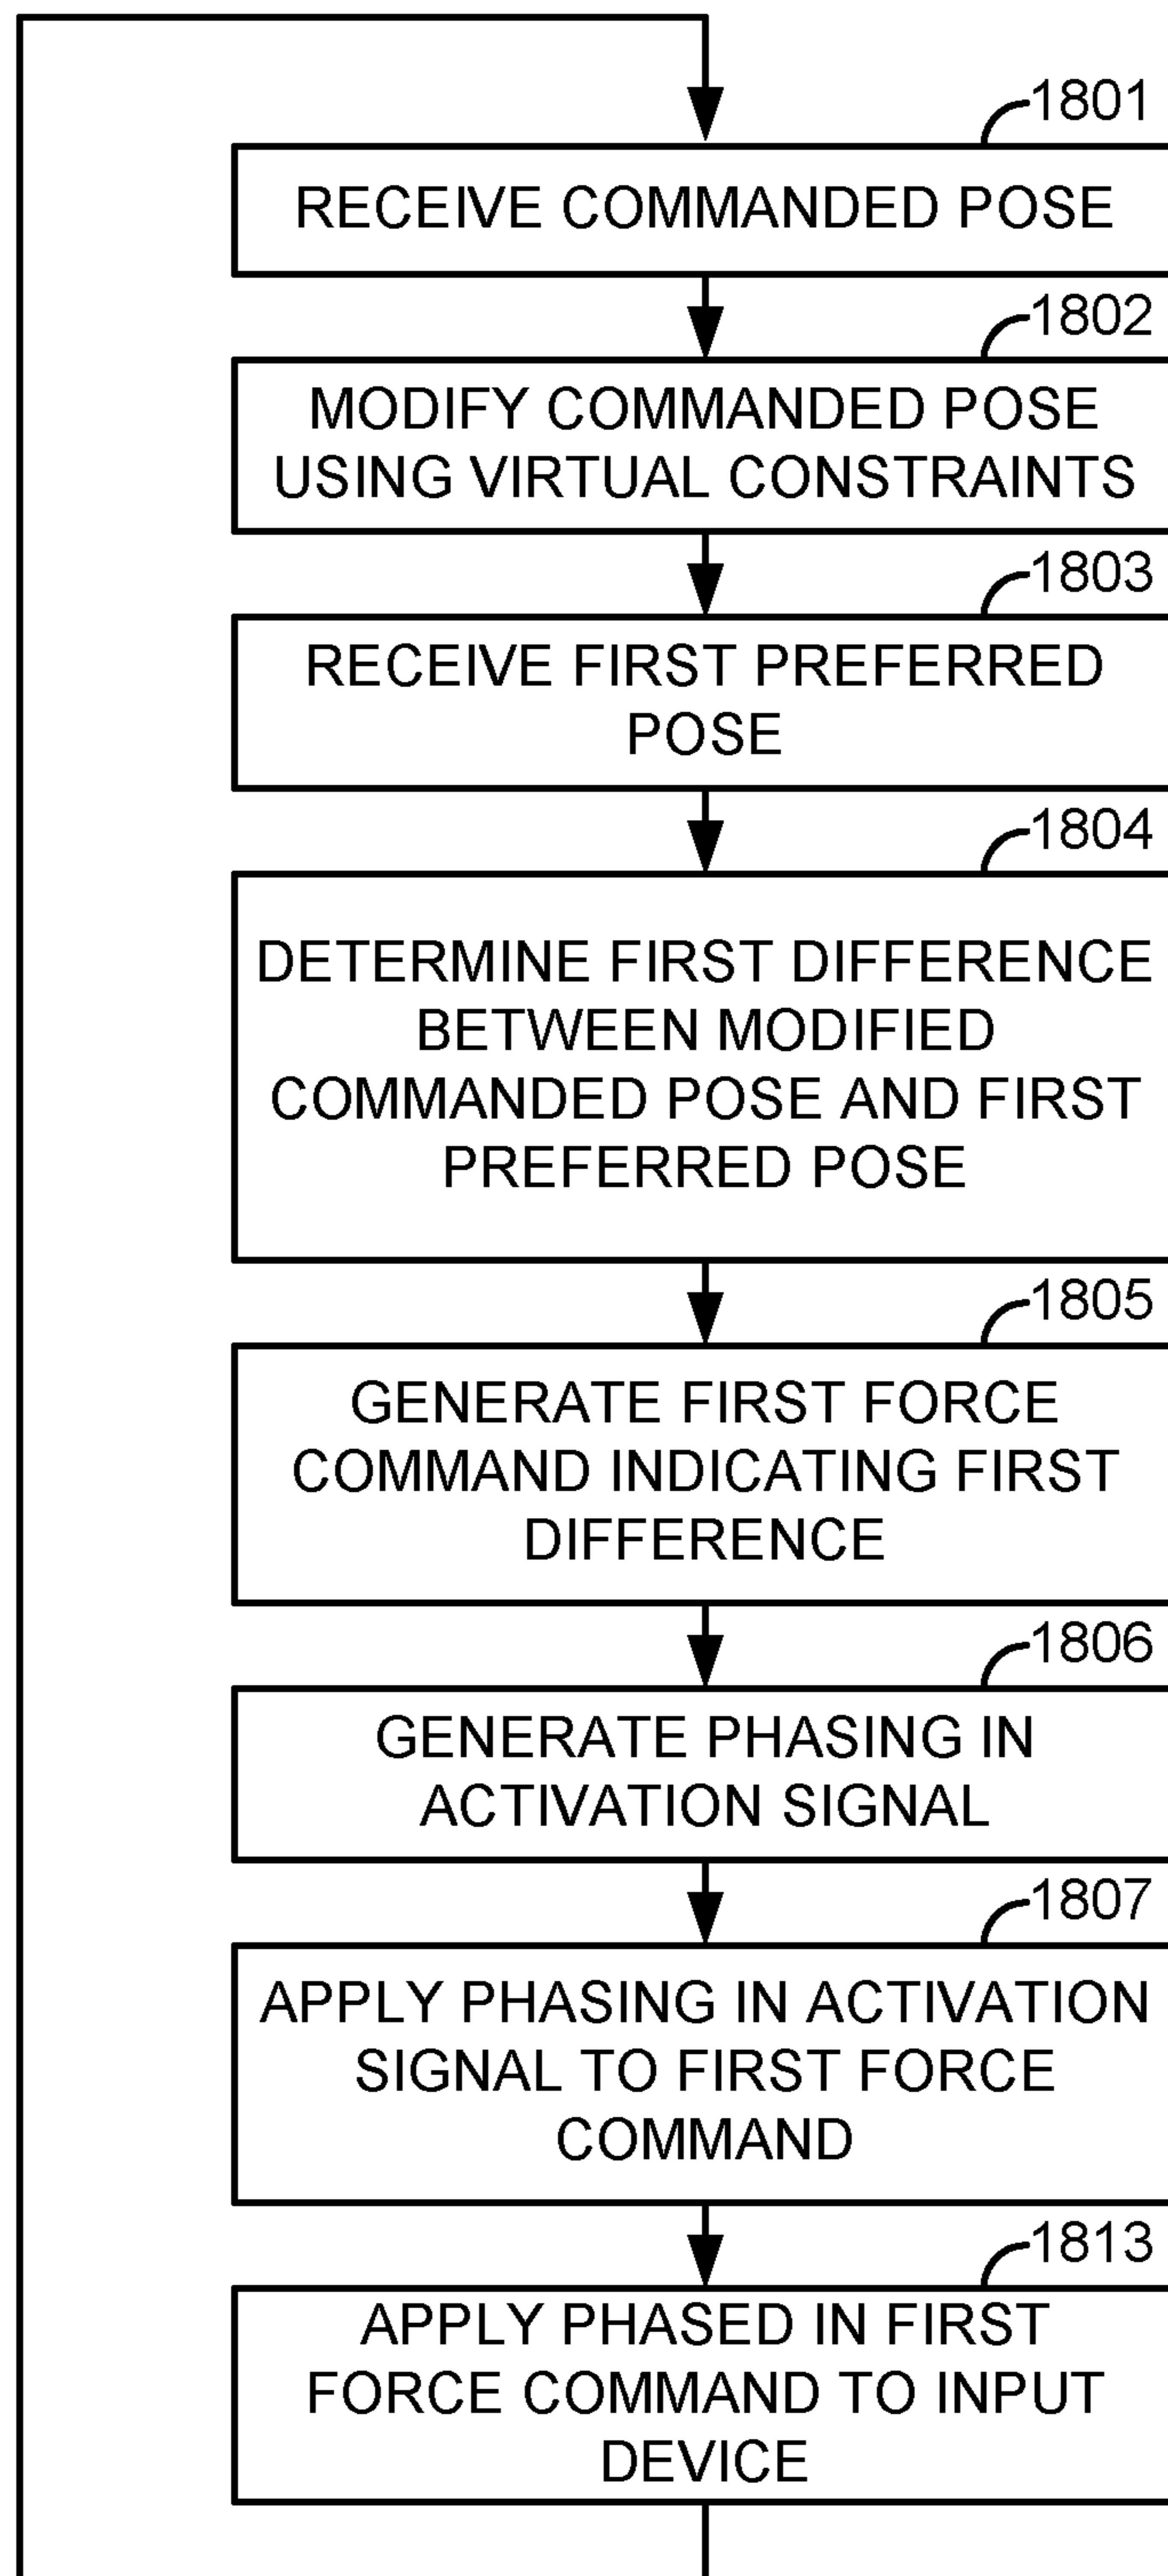 1801
RECEIVE COMMANDED POSE
1802
MODIFY COMMANDED POSE
USING VIRTUAL CONSTRAINTS
1803
RECEIVE FIRST PREFERRED
POSE
1804
DETERMINE FIRST DIFFERENCE
BETWEEN MODIFIED
COMMANDED POSE AND FIRST
PREFERRED POSE
1805
GENERATE FIRST FORCE
COMMAND INDICATING FIRST
DIFFERENCE
1806
GENERATE PHASING IN
ACTIVATION SIGNAL
1807
APPLY PHASING IN ACTIVATION
SIGNAL TO FIRST FORCE
COMMAND
1813
APPLY PHASED IN FIRST
FORCE COMMAND TO INPUT
DEVICE